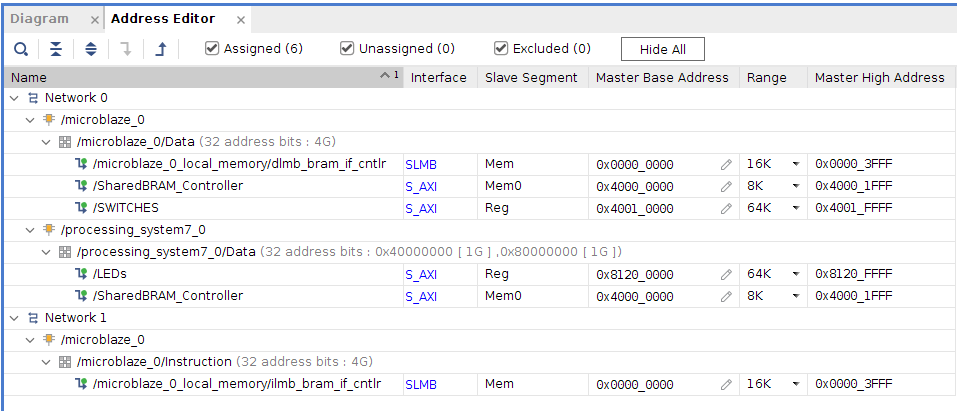 Diagram × Address Editor ×
Assigned (6) Unassigned (0) Excluded (0) Hide All
Name 1 Interface Slave Segment Master Base Address Range Master High Address
Network 0
/microblaze_0
/microblaze_0/Data (32 address bits : 4G)
/microblaze_0_local_memory/dlmb_bram_if_cntlr SLMB Mem 0x0000_0000 16K 0x0000_3FFF
/SharedBRAM_Controller S_AXI Mem0 0x4000_0000 8K 0x4000_1FFF
/SWITCHES S_AXI Reg 0x4001_0000 64K 0x4001_FFFF
/processing_system7_0
/processing_system7_0/Data (32 address bits : 0x40000000 [ 1G ] ,0x80000000 [ 1G ])
/LEDs S_AXI Reg 0x8120_0000 64K 0x8120_FFFF
/SharedBRAM_Controller S_AXI Mem0 0x4000_0000 8K 0x4000_1FFF
Network 1
/microblaze_0
/microblaze_0/Instruction (32 address bits : 4G)
/microblaze_0_local_memory/ilmb_bram_if_cntlr SLMB Mem 0x0000_0000 16K 0x0000_3FFF